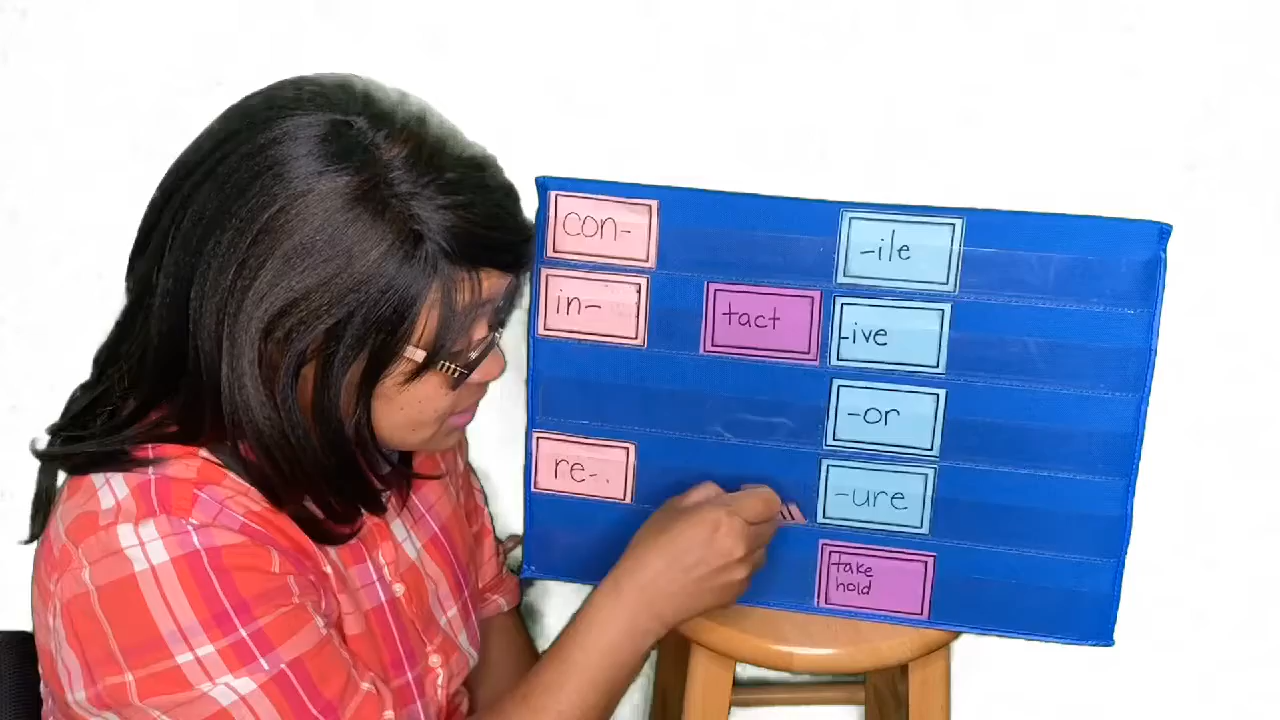 con-
-ile
in-
tact
-ive
-or
re-.
-ure
take
hold